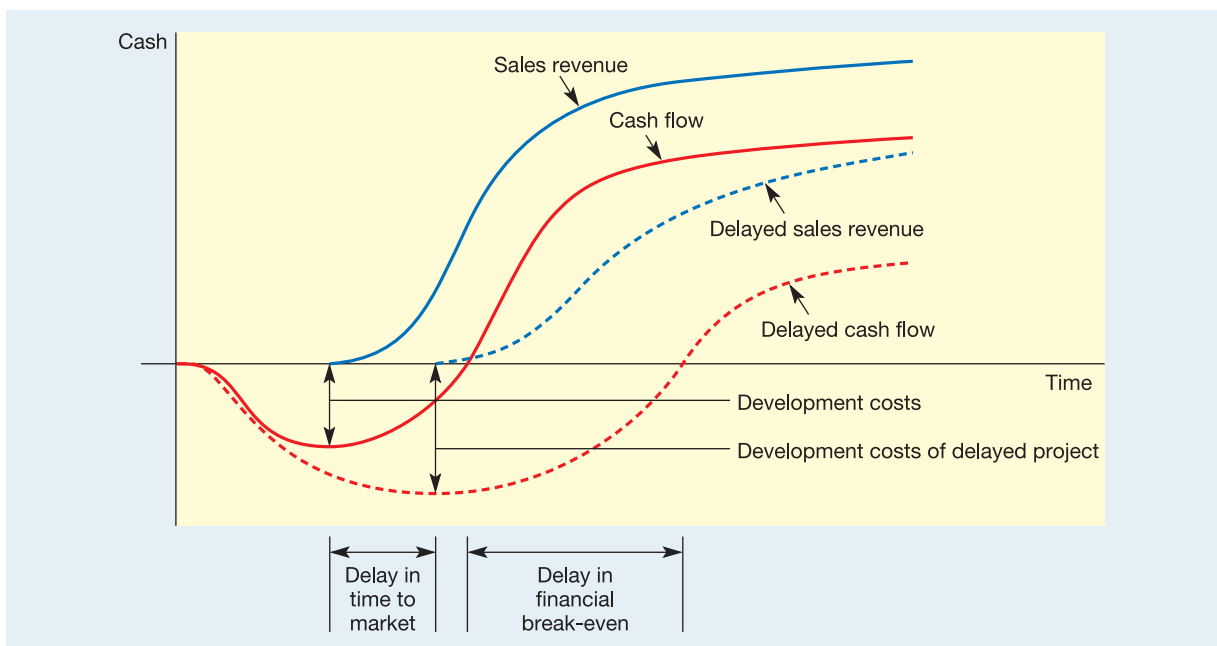 Cash
Sales revenue
Cash flow
Delayed sales revenue
Delayed cash flow
Time
Development costs
Development costs of delayed project
Delay in
time to
market
Delay in
financial
break-even